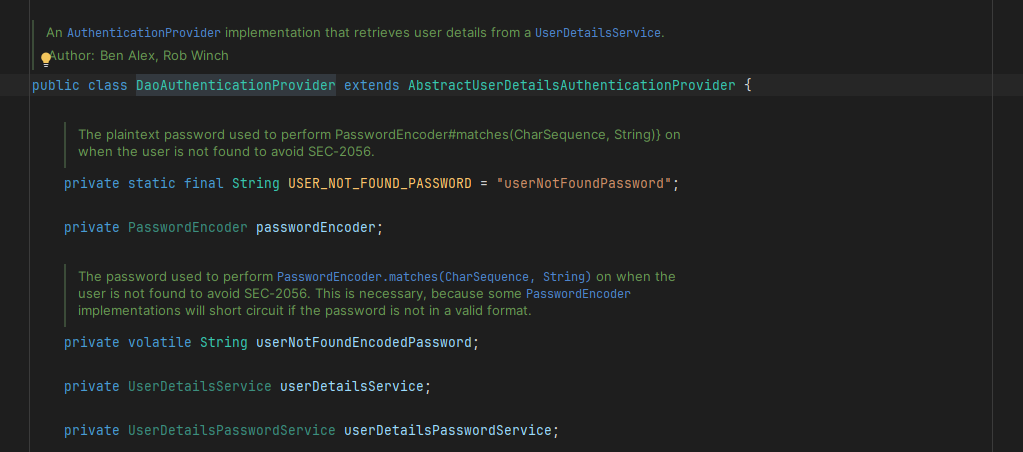 An AuthenticationProvider implementation that retrieves user details from a UserDetailsService.
Author: Ben Alex, Rob Winch
public class DaoAuthenticationProvider extends AbstractUserDetailsAuthenticationProvider {
The plaintext password used to perform PasswordEncoder#matches(CharSequence, String)} on
when the user is not found to avoid SEC-2056.
private static final String USER_NOT_FOUND_PASSWORD = "userNotFoundPassword";
private PasswordEncoder passwordEncoder;
The password used to perform PasswordEncoder.matches(CharSequence, String) on when the
user is not found to avoid SEC-2056. This is necessary, because some PasswordEncoder
implementations will short circuit if the password is not in a valid format.
private volatile String userNotFoundEncodedPassword;
private UserDetailsService userDetailsService;
private UserDetailsPasswordService userDetailsPasswordService;